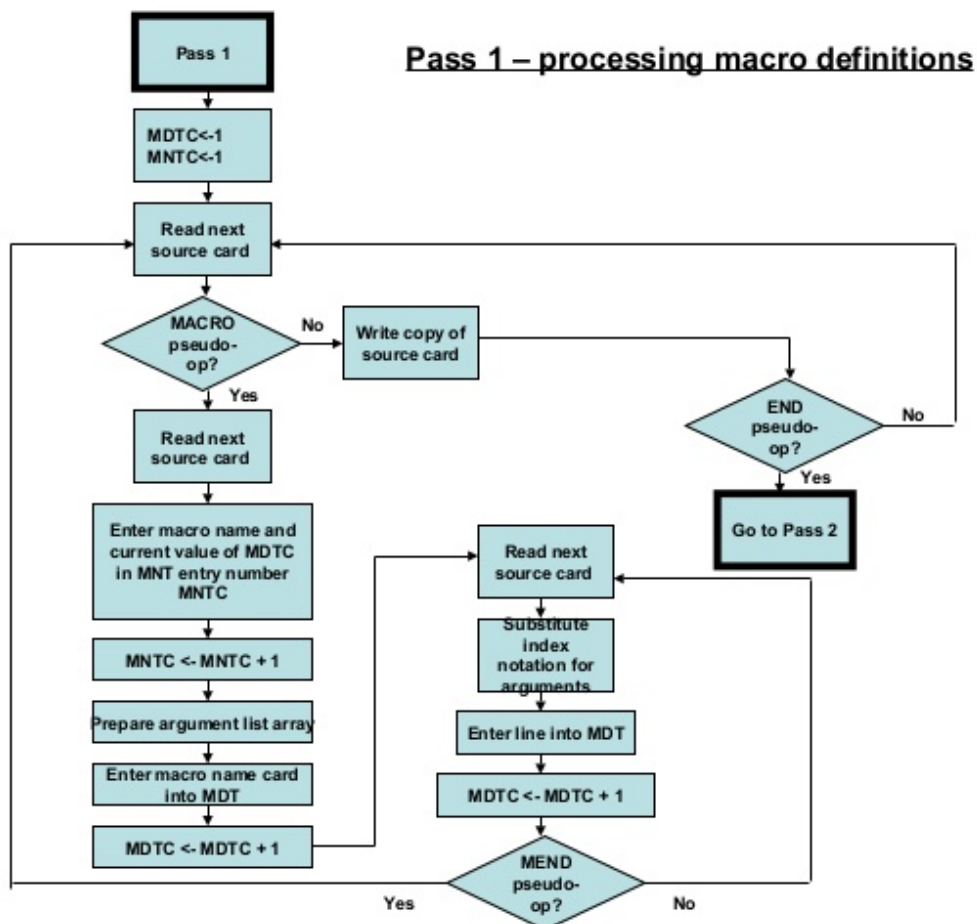 Pass 1
Pass 1 – processing macro definitions
MDTC<-1
MNTC<-1
Read next
source card
MACRO
pseudo-
op?
No
Write copy of
source card
Yes
END
pseudo-
op?
No
Yes
Go to Pass 2
Read next
source card
Enter macro name and
current value of MDTC
in MNT entry number
MNTC
MNTC <- MNTC + 1
Prepare argument list array
Enter macro name card
into MDT
MDTC <- MDTC + 1
Read next
source card
Substitute
index
notation for
arguments
Enter line into MDT
MDTC <- MDTC + 1
MEND
pseudo-
op?
Yes
No